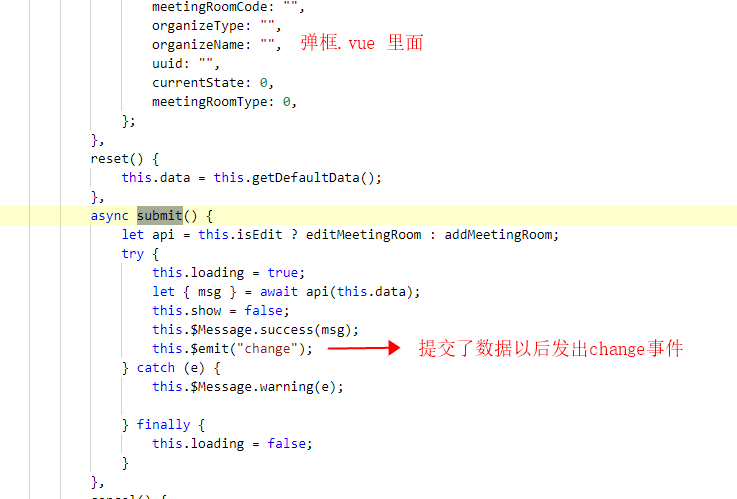 meetingRoomCode: "",
organizeType: "",
organizeName: "", 弹框.vue 里面
uuid: "",
currentState: 0,
meetingRoomType: 0,
};
},
reset() {
this.data = this.getDefaultData();
},
async submit() {
let api = this.isEdit ? editMeetingRoom : addMeetingRoom;
try {
this.loading = true;
let { msg } = await api(this.data);
this.show = false;
this.$Message.success(msg);
this.$emit("change"); 提交了数据以后发出change事件
} catch (e) {
this.$Message.warning(e);
} finally {
this.loading = false;
}
},
cancel() {